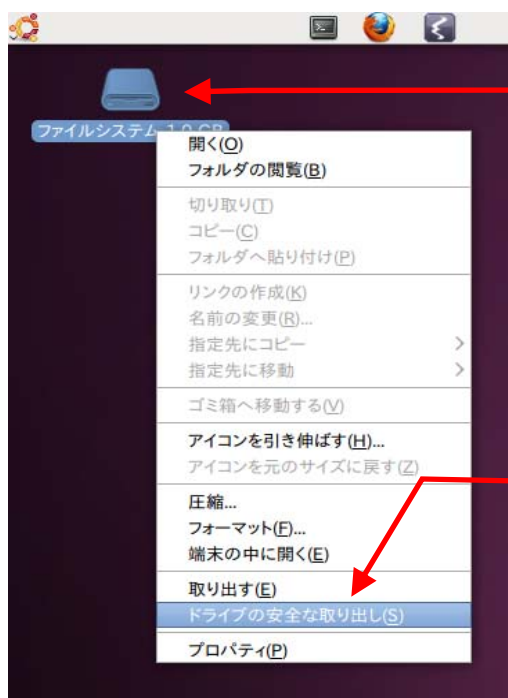 ファイルシステム 1.0 GB
開く(O)
フォルダの閲覧(B)
切り取り(T)
コピー(C)
フォルダへ貼り付け(P)
リンクの作成(K)
名前の変更(R)...
指定先にコピー
指定先に移動
ゴミ箱へ移動する(V)
アイコンを引き伸ばす(H)...
アイコンを元のサイズに戻す(Z)
圧縮...
フォーマット(F)...
端末の中に開く(E)
取り出す(E)
ドライブの安全な取り出し(S)
プロパティ(P)